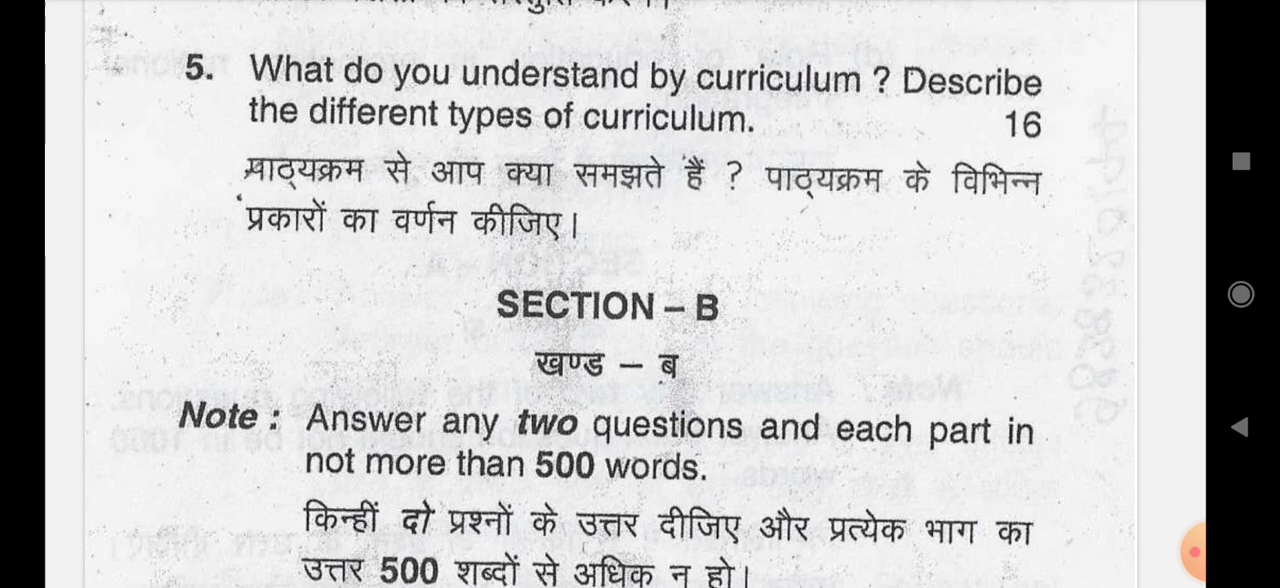 5. What do you understand by curriculum ? Describe
the different types of curriculum. 16
पाठ्यक्रम से आप क्या समझते हैं ? पाठ्यक्रम के विभिन्न
प्रकारों का वर्णन कीजिए।
SECTION – B
खण्ड – ब
Note : Answer any two questions and each part in
not more than 500 words.
किन्हीं दो प्रश्नों के उत्तर दीजिए और प्रत्येक भाग का
उत्तर 500 शब्दों से अधिक न हो।